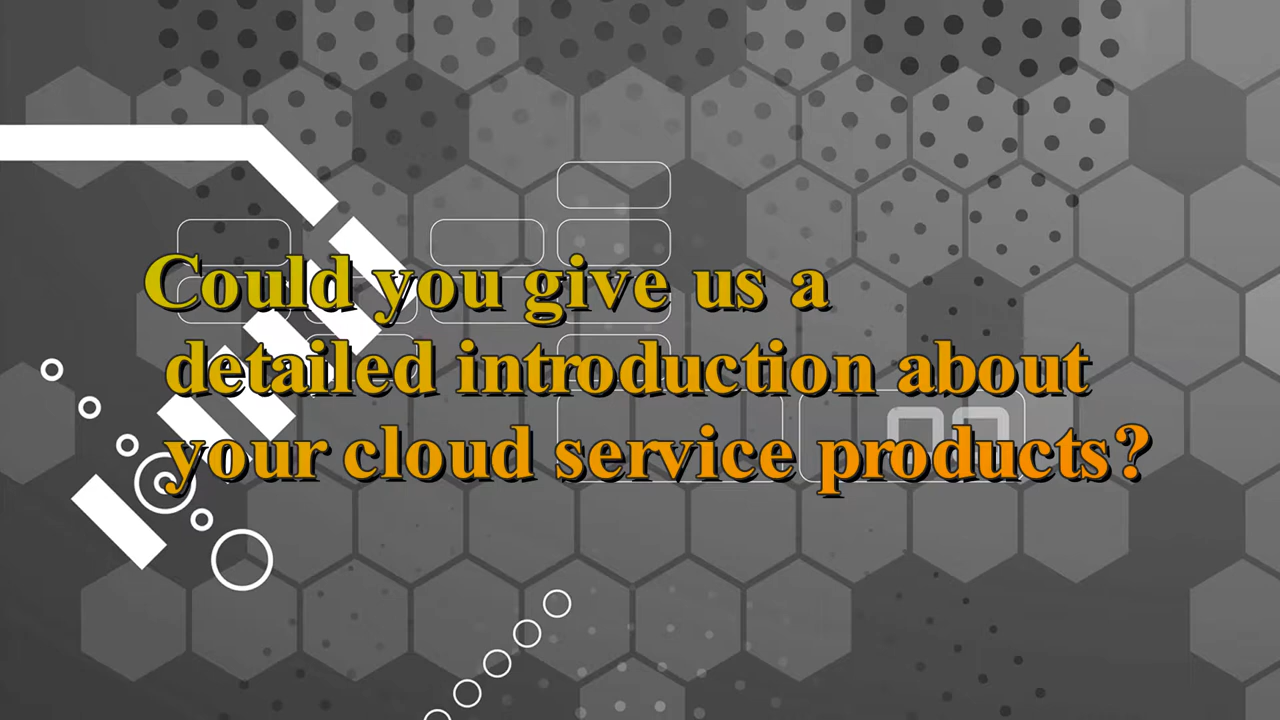 Could you give us a
detailed introduction about
your cloud service products?